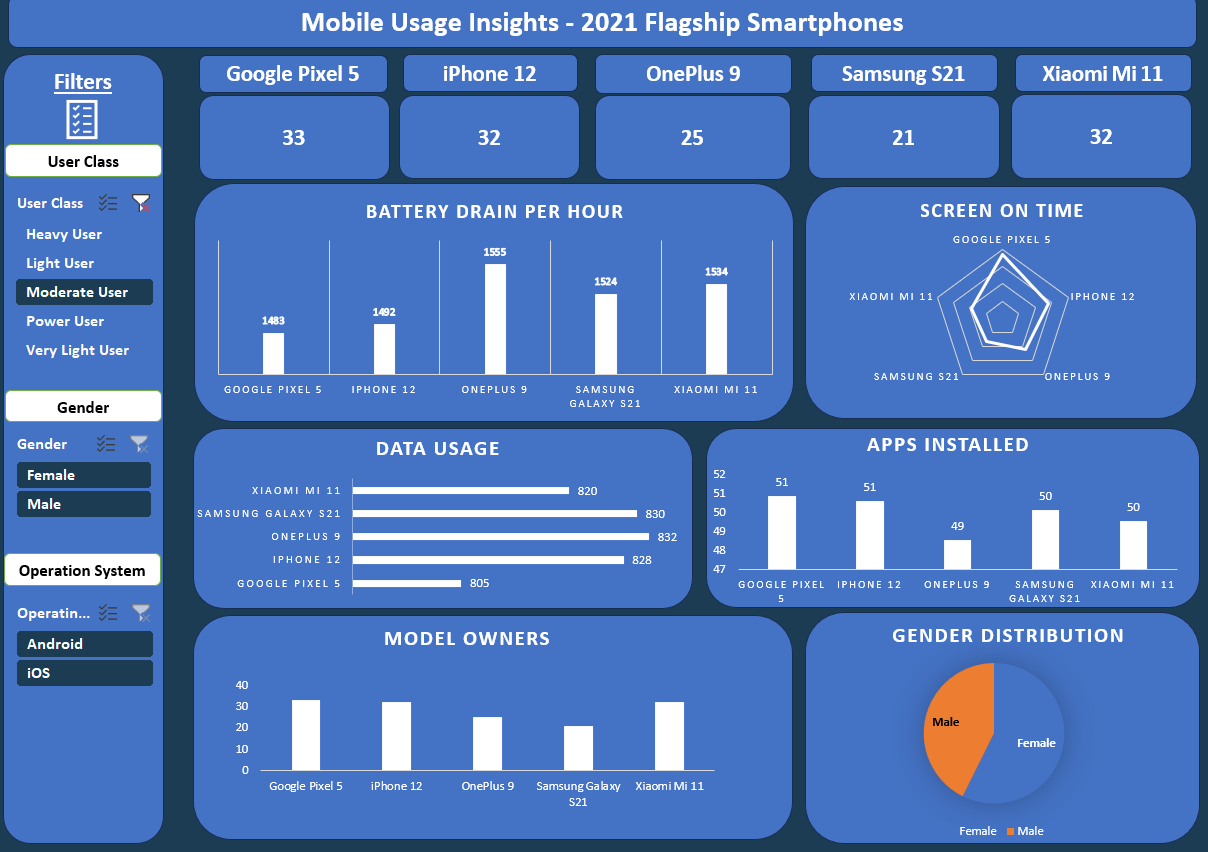 Mobile Usage Insights - 2021 Flagship Smartphones
Filters
User Class
User Class
Heavy User
Light User
Moderate User
Power User
Very Light User
Gender
Gender
Female
Male
Operation System
Operatin...
Android
iOS
Google Pixel 5
iPhone 12
OnePlus 9
Samsung S21
Xiaomi Mi 11
33
32
25
21
32
BATTERY DRAIN PER HOUR
1483
1492
1555
1524
1534
GOOGLE PIXEL 5
IPHONE 12
ONEPLUS 9
SAMSUNG
GALAXY S21
XIAOMI MI 11
SCREEN ON TIME
GOOGLE PIXEL 5
XIAOMI MI 11
IPHONE 12
SAMSUNG S21
ONEPLUS 9
DATA USAGE
XIAOMI MI 11 820
SAMSUNG GALAXY S21 830
ONEPLUS 9 832
IPHONE 12 828
GOOGLE PIXEL 5 805
APPS INSTALLED
52
51
50
49
48
47
51
51
49
50
50
GOOGLE PIXEL
5
IPHONE 12
ONEPLUS 9
SAMSUNG
GALAXY S21
XIAOMI MI 11
MODEL OWNERS
40
30
20
10
0
Google Pixel 5
iPhone 12
OnePlus 9
Samsung Galaxy
S21
Xiaomi Mi 11
GENDER DISTRIBUTION
Male
Female
Female Male